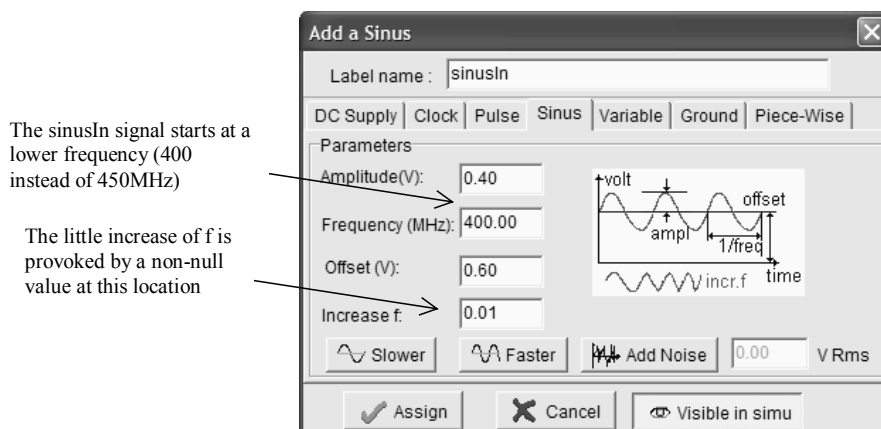 Add a Sinus
Label name : sinusIn
DC Supply Clock Pulse Sinus Variable Ground Piece-Wise
The sinusIn signal starts at a
lower frequency (400
instead of 450MHz)
The little increase of f is
provoked by a non-null
value at this location
Parameters
Amplitude(V): 0.40
Frequency (MHz): 400.00
Offset (V): 0.60
Increase f: 0.01
volt
offset
ampl
1/freq
time
incr.f
Slower Faster Add Noise 0.00 V Rms
Assign Cancel Visible in simu